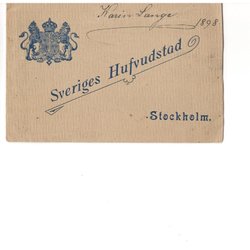 Karin Lange
1898.
Sveriges Hufvudstad
Stockholm.